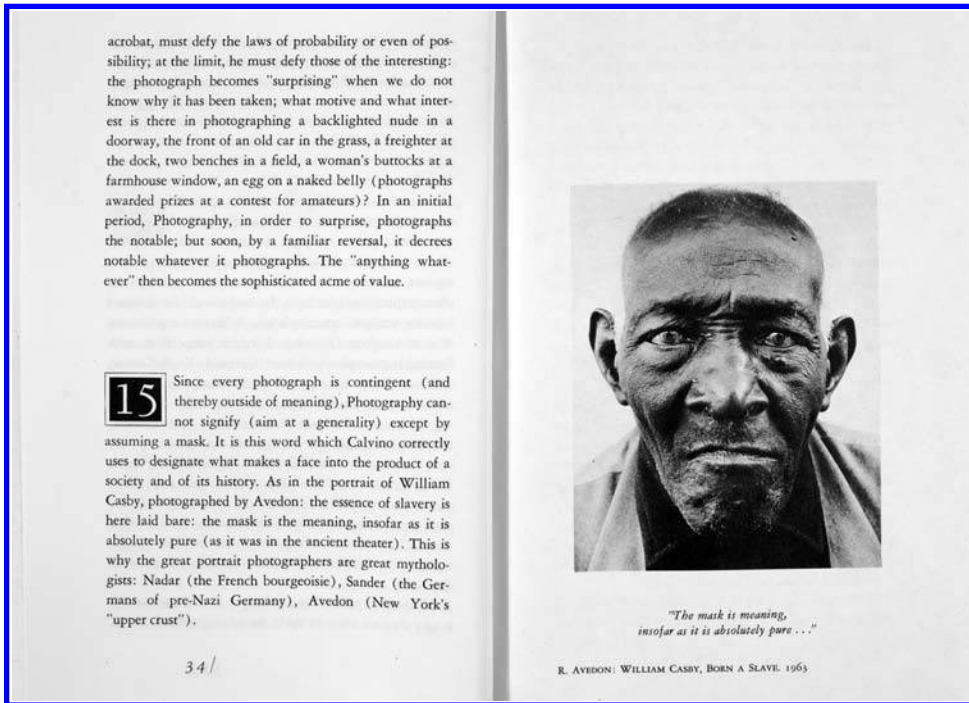 acrobat, must defy the laws of probability or even of pos-
sibility; at the limit, he must defy those of the interesting:
the photograph becomes "surprising" when we do not
know why it has been taken; what motive and what inter-
est is there in photographing a backlighted nude in a
doorway, the front of an old car in the grass, a freighter at
the dock, two benches in a field, a woman's buttocks at a
farmhouse window, an egg on a naked belly (photographs
awarded prizes at a contest for amateurs)? In an initial
period, Photography, in order to surprise, photographs
the notable; but soon, by a familiar reversal, it decrees
notable whatever it photographs. The "anything what-
ever" then becomes the sophisticated acme of value.
15
Since every photograph is contingent (and
thereby outside of meaning), Photography can-
not signify (aim at a generality) except by
assuming a mask. It is this word which Calvino correctly
uses to designate what makes a face into the product of a
society and of its history. As in the portrait of William
Casby, photographed by Avedon: the essence of slavery is
here laid bare: the mask is the meaning, insofar as it is
absolutely pure (as it was in the ancient theater). This is
why the great portrait photographers are great mytholo-
gists: Nadar (the French bourgeoisie), Sander (the Ger-
mans of pre-Nazi Germany), Avedon (New York's
"upper crust").
34/
"The mask is meaning,
insofar as it is absolutely pure . . ."
R. AVEDON: WILLIAM CASBY, BORN A SLAVE. 1963